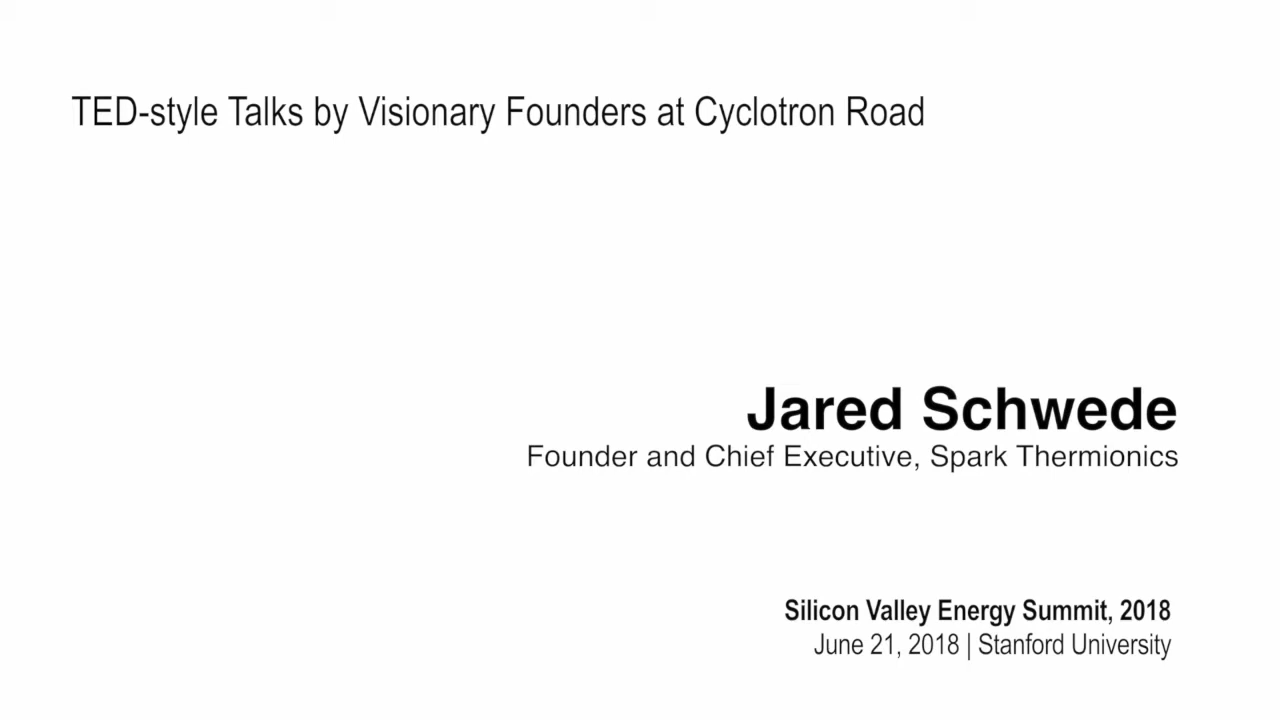 TED-style Talks by Visionary Founders at Cyclotron Road
Jared Schwede
Founder and Chief Executive, Spark Thermionics
Silicon Valley Energy Summit, 2018
June 21, 2018 | Stanford University